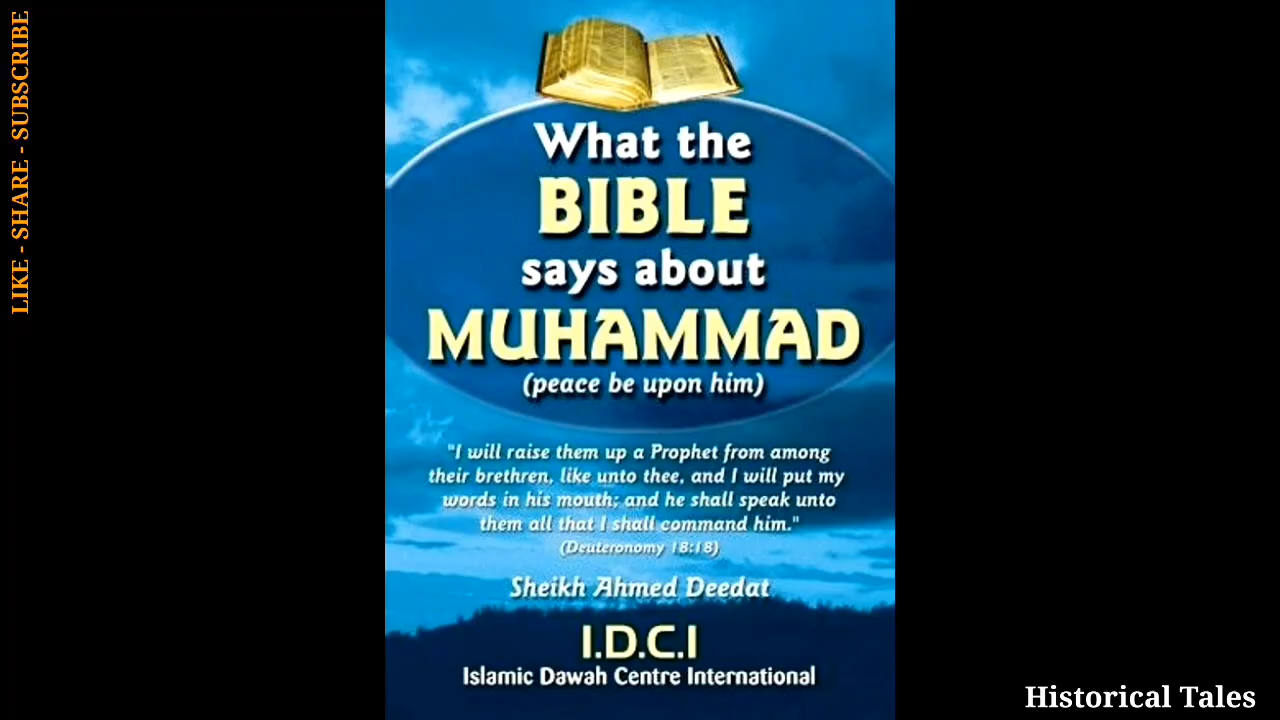 LIKE - SHARE - SUBSCRIBE
What the
BIBLE
says about
MUHAMMAD
(peace be upon him)
"I will raise them up a Prophet from among
their brethren, like unto thee, and I will put my
words in his mouth; and he shall speak unto
them all that I shall command him."
(Deuteronomy 18:18)
Sheikh Ahmed Deedat
I.D.C.I
Islamic Dawah Centre International
Historical Tales